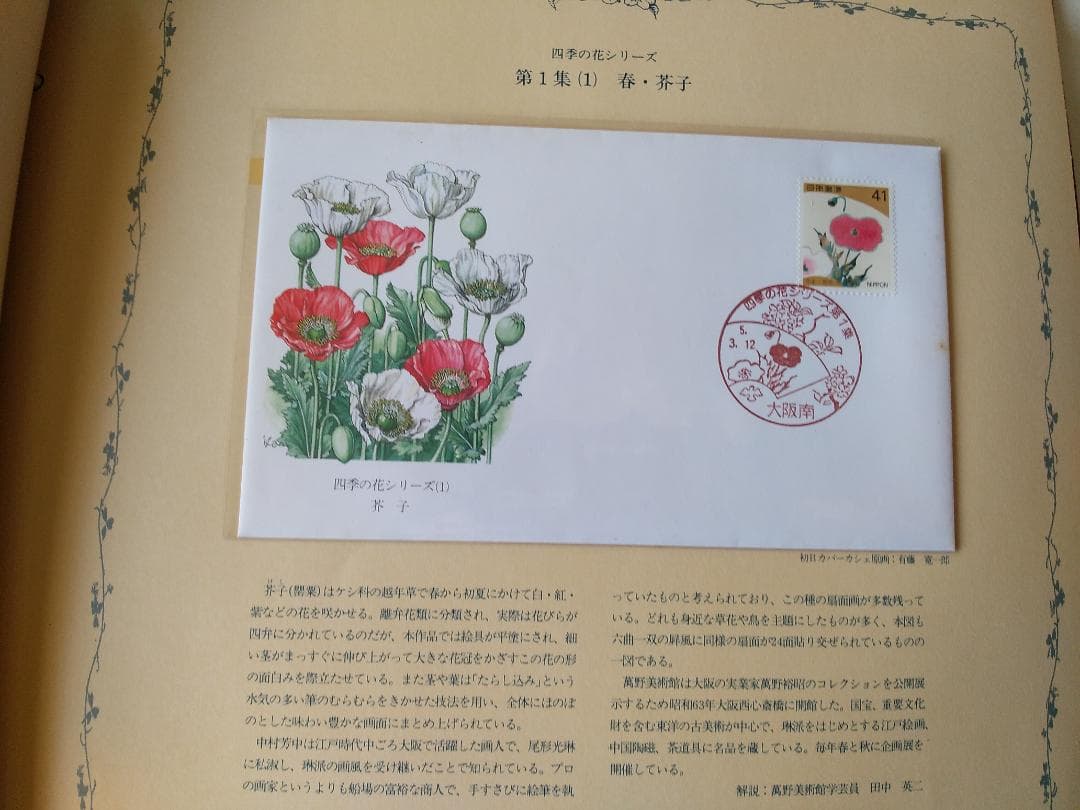 四季の花シリーズ
第1集(1) 春・芥子
日本郵便
41
NIPPON
四季の花シリーズ第1集
5.
3. 12
大阪南
四季の花シリーズ(1)
芥子
初日カバーカシェ原画:有藤 寛一郎
芥子(罌粟)はケシ科の越年草で春から初夏にかけて白・紅・
紫などの花を咲かせる。離弁花類に分類され、実際は花びらが
四弁に分かれているのだが、本作品では絵具が平塗にされ、細
い茎がまっすぐに伸び上がって大きな花冠をかざすこの花の形
の面白みを際立たせている。また茎や葉は「たらし込み」という
水気の多い筆のむらむらをきかせた技法を用い、全体にほのぼ
のとした味わい豊かな画面にまとめ上げられている。
中村芳中は江戸時代中ごろ大阪で活躍した画人で、尾形光琳
に私淑し、琳派の画風を受け継いだことで知られている。プロ
の画家というよりも船場の富裕な商人で、手すさびに絵筆を執
っていたものと考えられており、この種の扇面画が多数残って
いる。どれも身近な草花や鳥を主題にしたものが多く、本図も
六曲一双の屏風に同様の扇面が24面貼り交ぜられているものの
一図である。
萬野美術館は大阪の実業家萬野裕昭のコレクションを公開展
示するため昭和63年大阪西心斎橋に開館した。国宝、重要文化
財を含む東洋の古美術が中心で、琳派をはじめとする江戸絵画、
中国陶磁、茶道具に名品を蔵している。毎年春と秋に企画展を
開催している。
解説:萬野美術館学芸員 田中 英二